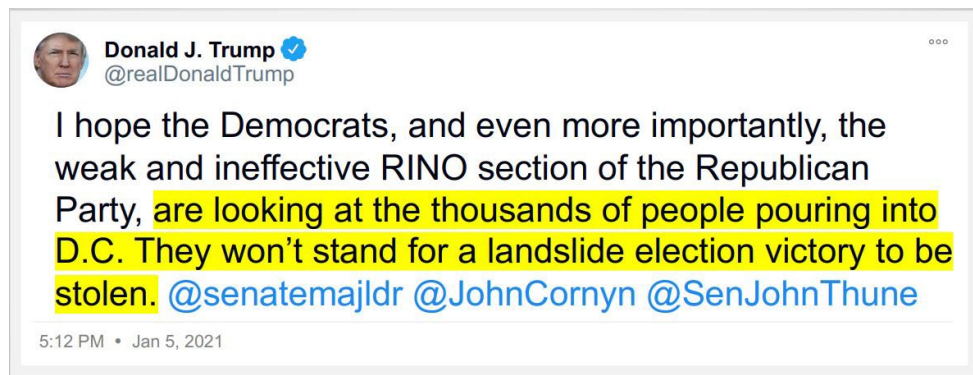 Donald J. Trump
@realDonaldTrump
I hope the Democrats, and even more importantly, the
weak and ineffective RINO section of the Republican
Party, are looking at the thousands of people pouring into
D.C. They won’t stand for a landslide election victory to be
stolen. @senatemajldr @JohnCornyn @SenJohnThune
5:12 PM • Jan 5, 2021